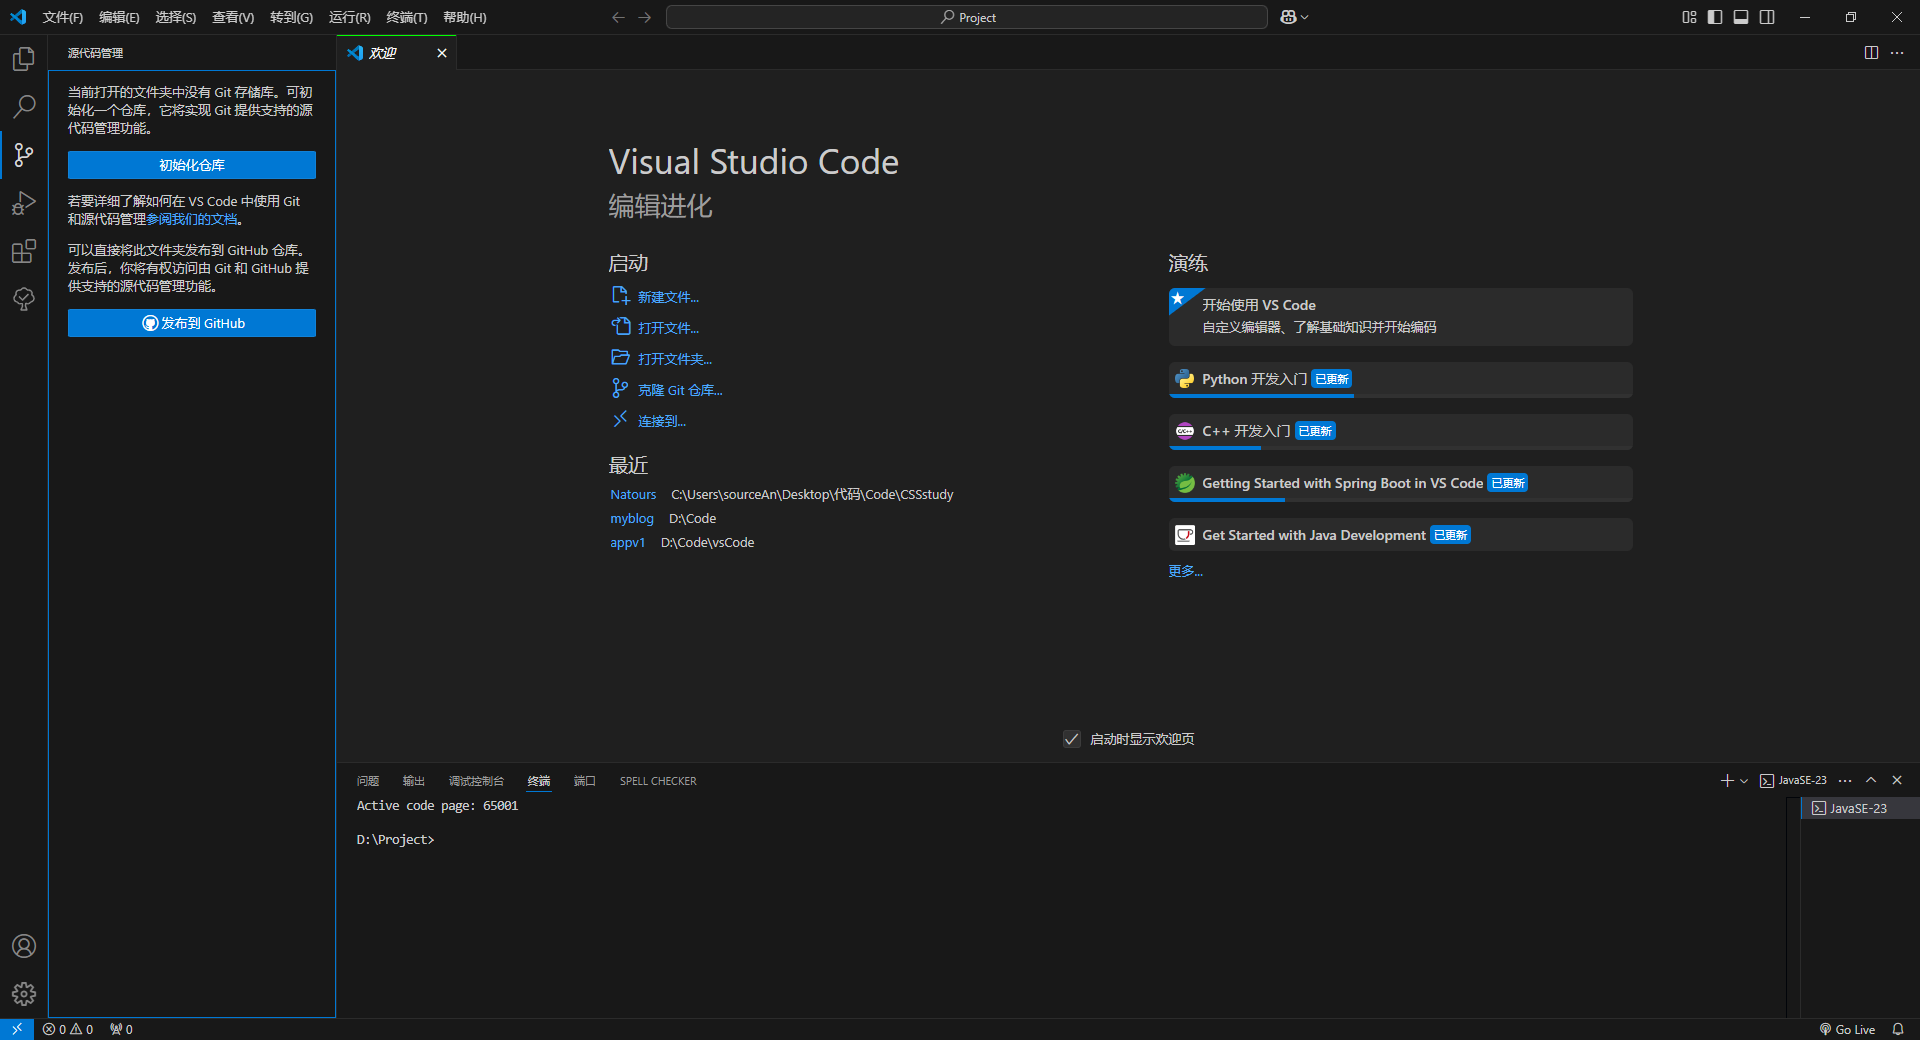 文件(F) 编辑(E) 选择(S) 查看(V) 转到(G) 运行(R) 终端(T) 帮助(H)
Project
源代码管理
当前打开的文件夹中没有 Git 存储库。可初
始化一个仓库，它将实现 Git 提供支持的源
代码管理功能。
初始化仓库
若要详细了解如何在 VS Code 中使用 Git
和源代码管理参阅我们的文档。
可以直接将此文件夹发布到 GitHub 仓库。
发布后，你将有权访问由 Git 和 GitHub 提
供支持的源代码管理功能。
发布到 GitHub
欢迎
Visual Studio Code
编辑进化
启动
新建文件...
打开文件...
打开文件夹...
克隆 Git 仓库...
连接到...
最近
Natours C:\Users\sourceAn\Desktop\代码\Code\CSSstudy
myblog D:\Code
appv1 D:\Code\vsCode
演练
开始使用 VS Code
自定义编辑器、了解基础知识并开始编码
Python 开发入门 已更新
C/C++
C++ 开发入门 已更新
Getting Started with Spring Boot in VS Code 已更新
Get Started with Java Development 已更新
更多...
启动时显示欢迎页
问题 输出 调试控制台 终端 端口 SPELL CHECKER
JavaSE-23
Active code page: 65001
D:\Project>
JavaSE-23
0 0 0
Go Live